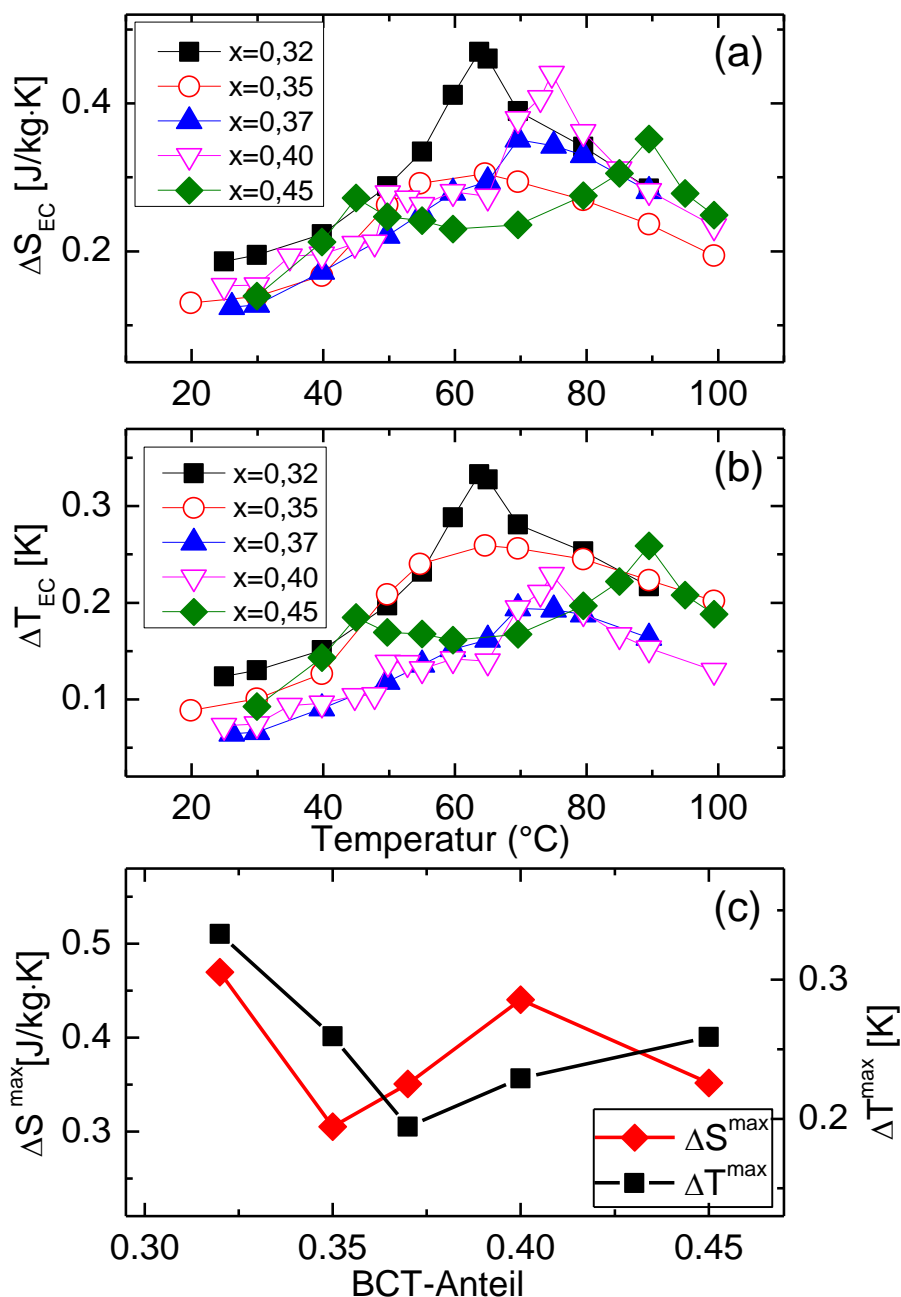 (a)
x=0,32
x=0,35
x=0,37
x=0,40
x=0,45
ΔS_EC [J/kg·K]
0.4
0.2
20 40 60 80 100
(b)
x=0,32
x=0,35
x=0,37
x=0,40
x=0,45
ΔT_EC [K]
0.3
0.2
0.1
20 40 60 80 100
Temperatur (°C)
(c)
ΔS^max[J/kg·K]
0.5
0.4
0.3
0.3
0.2
ΔT^max [K]
ΔS^max
ΔT^max
0.30 0.35 0.40 0.45
BCT-Anteil